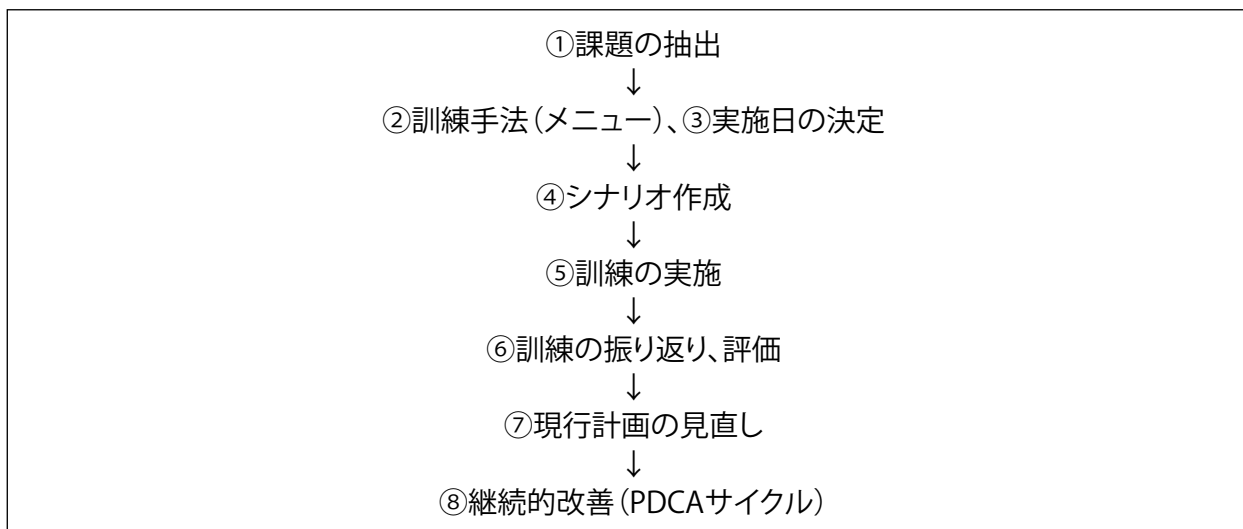 ①課題の抽出
↓
②訓練手法(メニュー)、③実施日の決定
↓
④シナリオ作成
↓
⑤訓練の実施
↓
⑥訓練の振り返り、評価
↓
⑦現行計画の見直し
↓
⑧継続的改善(PDCAサイクル)